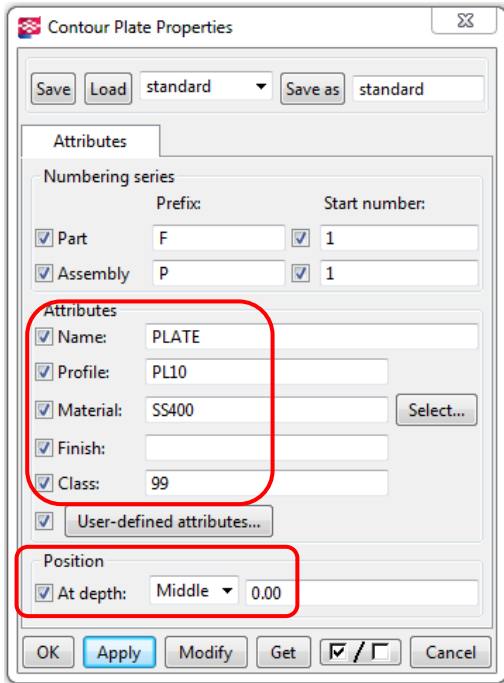 Contour Plate Properties
Save Load standard Save as standard
Attributes
Numbering series
Prefix: Start number:
Part F 1
Assembly P 1
Attributes
Name: PLATE
Profile: PL10
Material: SS400 Select...
Finish:
Class: 99
User-defined attributes...
Position
At depth: Middle 0.00
OK Apply Modify Get / Cancel